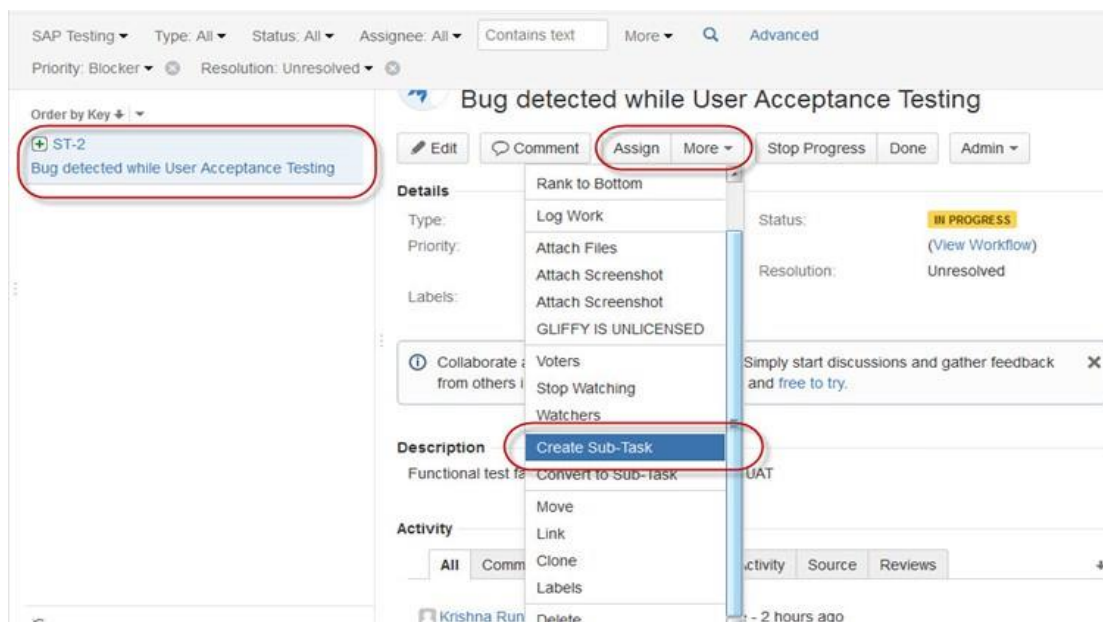 SAP Testing Type: All Status: All Assignee: All Contains text More Advanced
Priority: Blocker Resolution: Unresolved
Order by Key
ST-2
Bug detected while User Acceptance Testing
Bug detected while User Acceptance Testing
Edit Comment Assign More Stop Progress Done Admin
Rank to Bottom
Log Work
Attach Files
Attach Screenshot
Attach Screenshot
GLIFFY IS UNLICENSED
Voters
Stop Watching
Watchers
Create Sub-Task
Convert to Sub-Task
Move
Link
Clone
Labels
Delete
Details
Type:
Priority:
Labels:
Status: IN PROGRESS
(View Workflow)
Resolution: Unresolved
Collaborate Simply start discussions and gather feedback
from others and free to try.
Description
Functional test UAT
Activity
All Source Reviews
Krishna - 2 hours ago